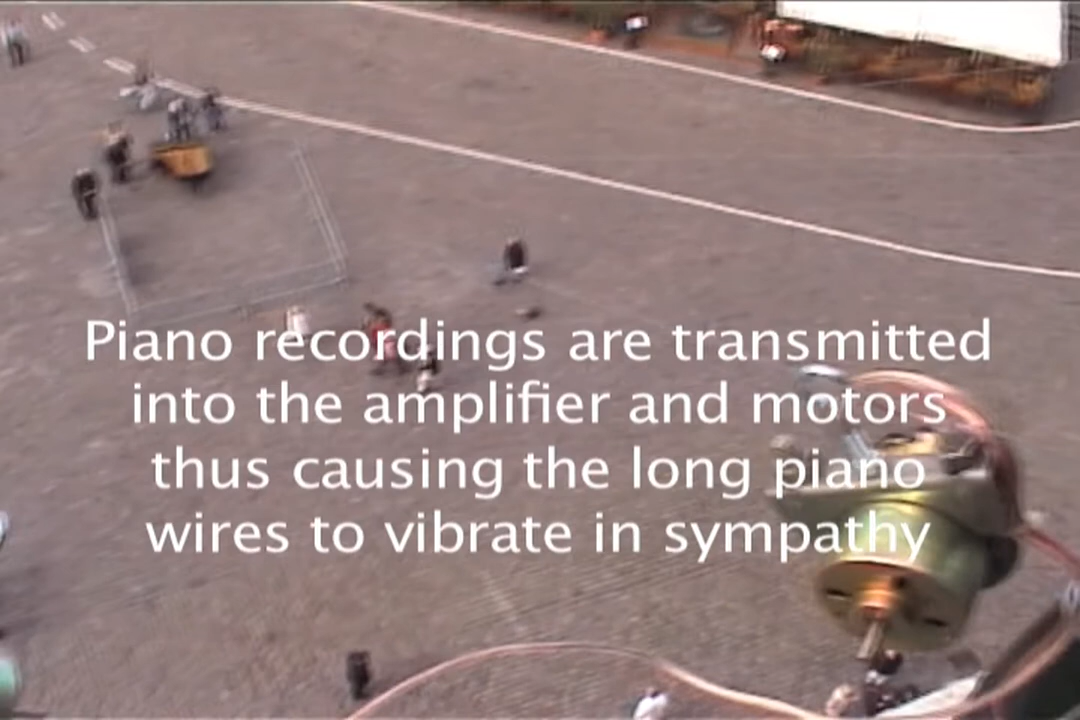 Piano recordings are transmitted
into the amplifier and motors
thus causing the long piano
wires to vibrate in sympathy